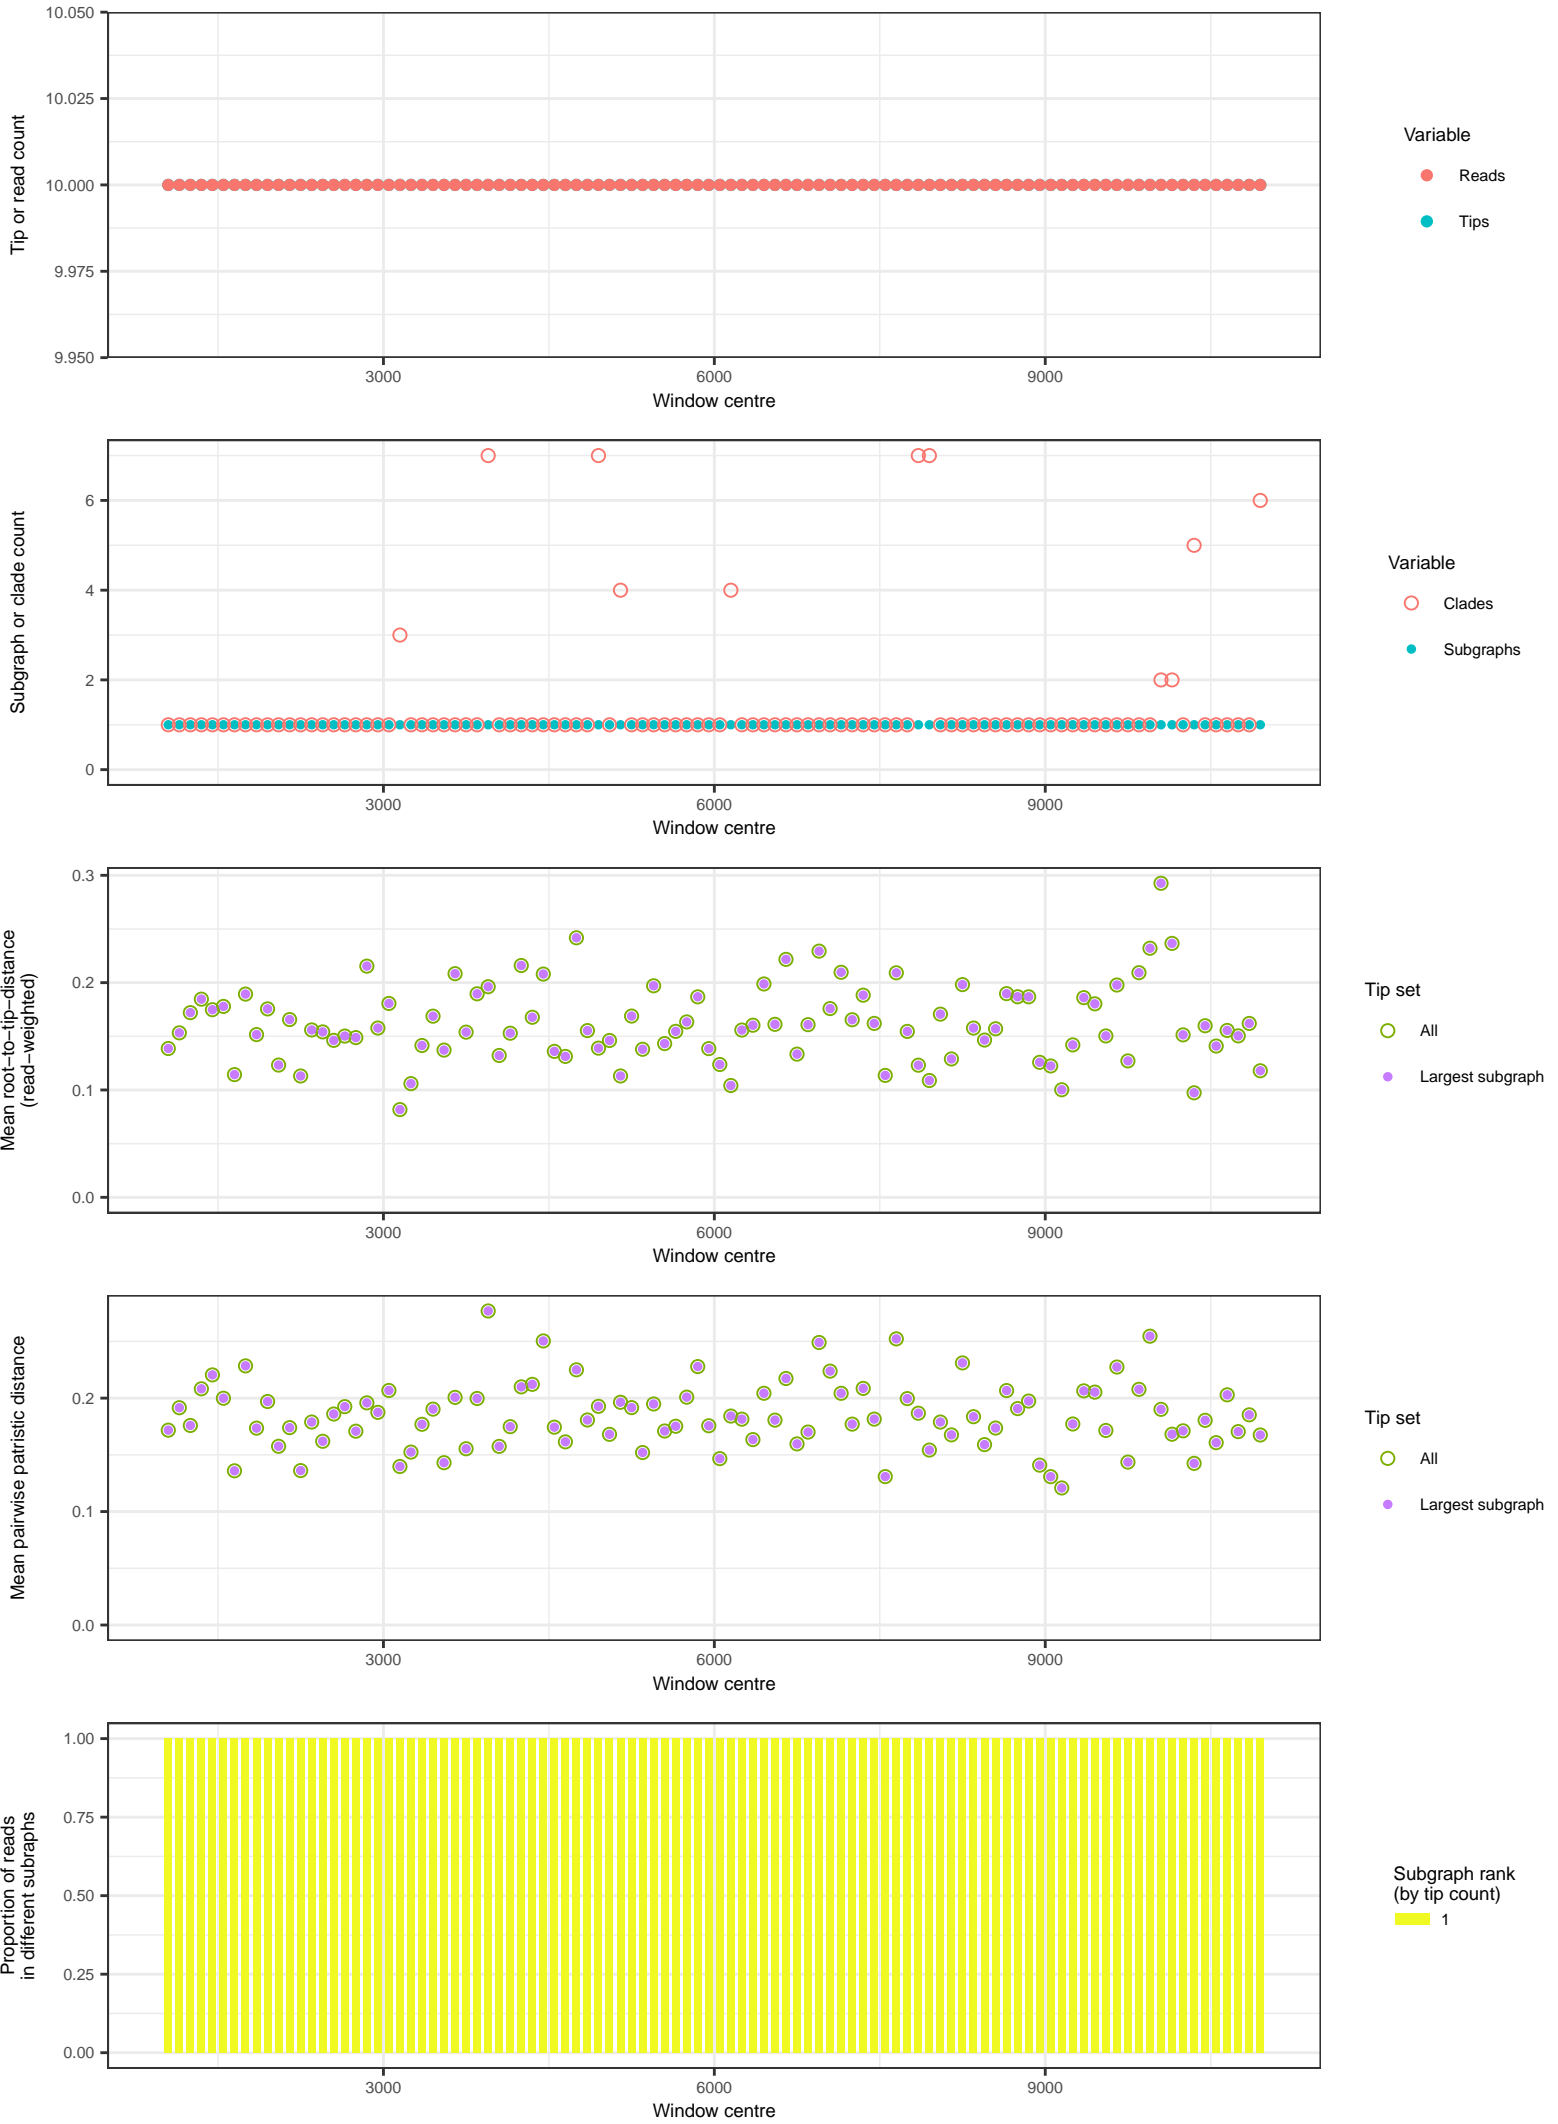 10.050
10.025
10.000
9.975
9.950
Tip or read count
3000 6000 9000
Window centre
Variable
Reads
Tips
6
4
2
0
Subgraph or clade count
3000 6000 9000
Window centre
Variable
Clades
Subgraphs
0.3
0.2
0.1
0.0
Mean root−to−tip−distance
(read−weighted)
3000 6000 9000
Window centre
Tip set
All
Largest subgraph
0.2
0.1
0.0
Mean pairwise patristic distance
3000 6000 9000
Window centre
Tip set
All
Largest subgraph
1.00
0.75
0.50
0.25
0.00
Proportion of reads
in different subraphs
3000 6000 9000
Window centre
Subgraph rank
(by tip count)
1